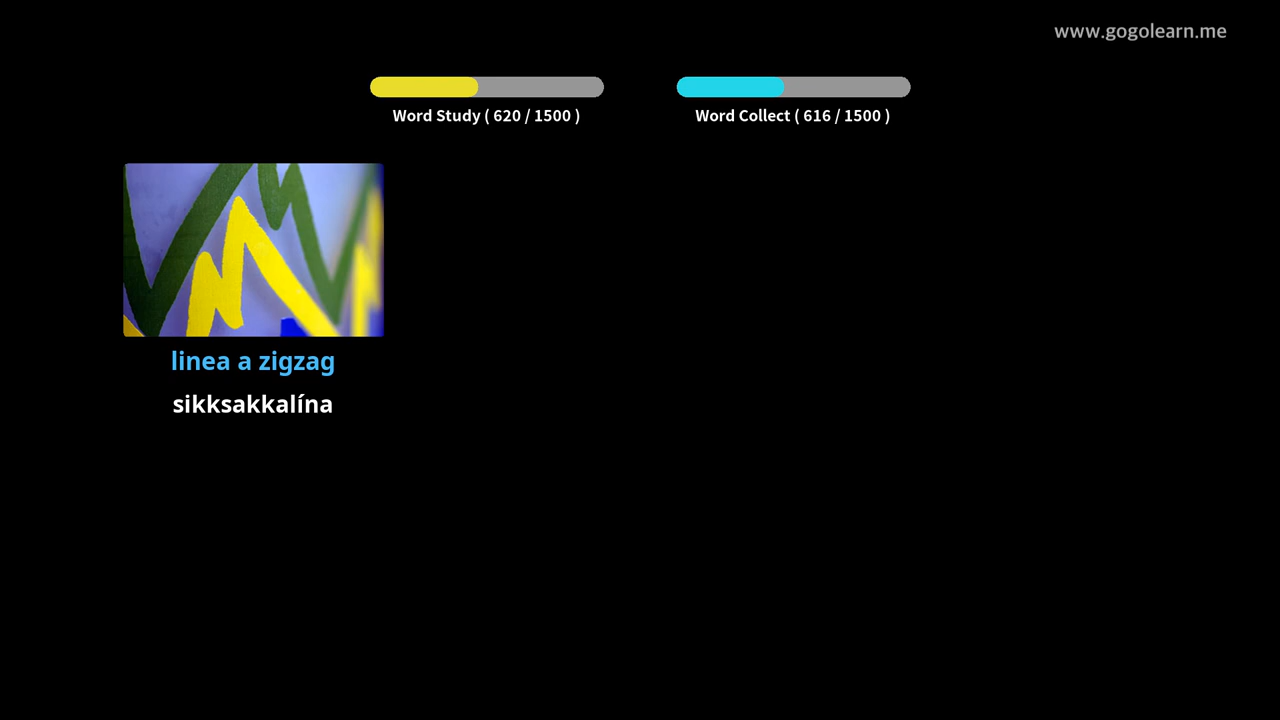 www.gogolearn.me
Word Study ( 620 / 1500 )
Word Collect ( 616 / 1500 )
linea a zigzag
sikksakkalína